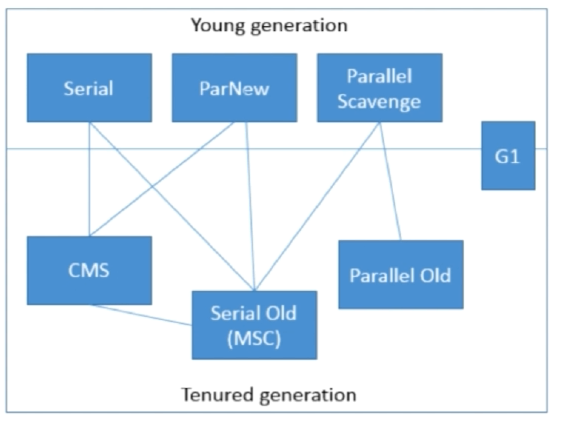 Young generation
Serial
ParNew
Parallel
Scavenge
G1
CMS
Parallel Old
Serial Old
(MSC)
Tenured generation